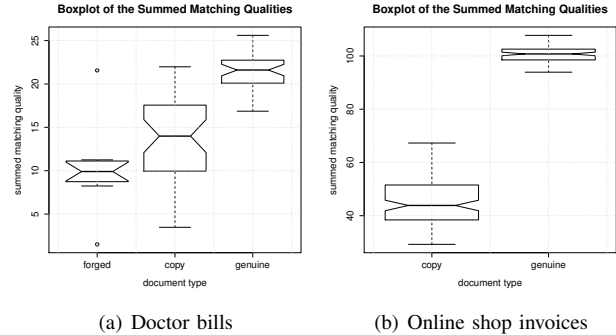 Boxplot of the Summed Matching Qualities
summed matching quality
25
20
15
10
5
forged copy genuine
document type
(a) Doctor bills
Boxplot of the Summed Matching Qualities
summed matching quality
100
80
60
40
copy genuine
document type
(b) Online shop invoices